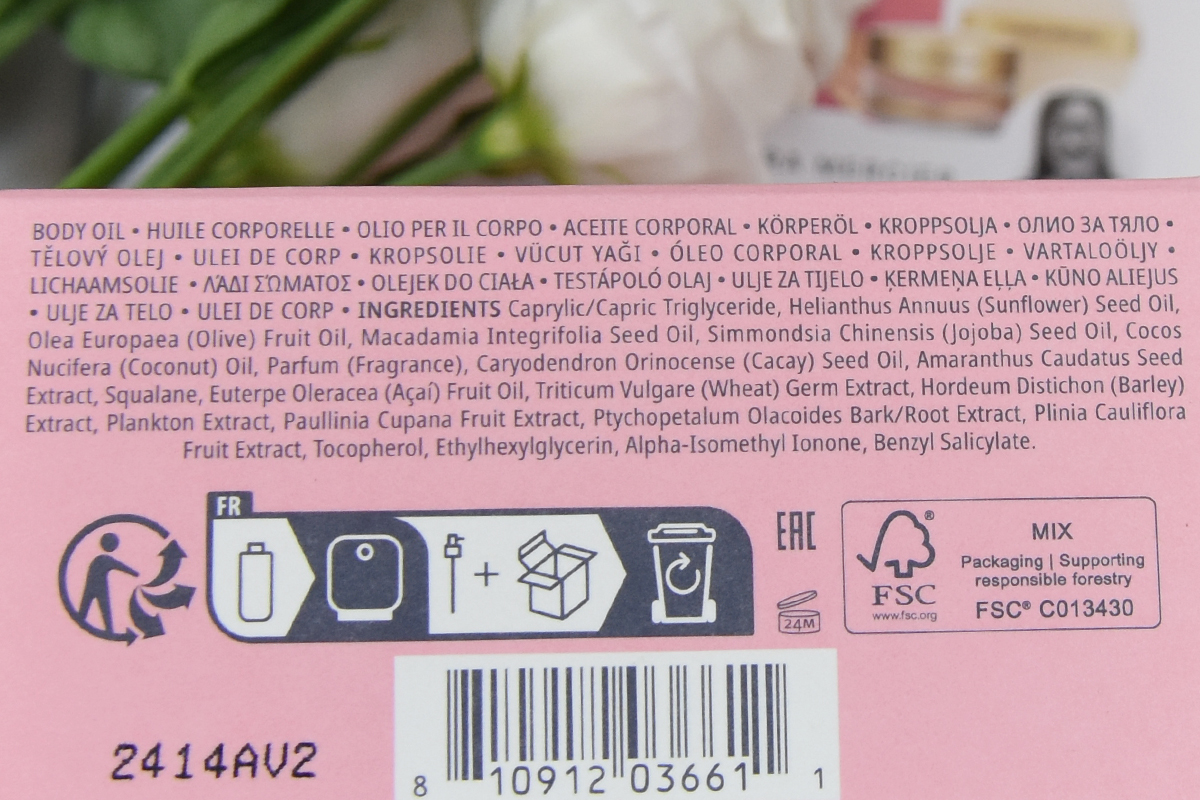 BODY OIL • HUILE CORPORELLE • OLIO PER IL CORPO • ACEITE CORPORAL • KÖRPERÖL • KROPPSOLJA • ОЛИО ЗА ТЯЛО •
TĚLOVÝ OLEJ • ULEI DE CORP • KROPSOLIE • VÜCUT YAĞI • ÓLEO CORPORAL • KROPPSOLJE • VARTALOÖLJY •
LICHAAMSOLIE • ΛΆΔΙ ΣΏΜΑΤΟΣ • OLEJEK DO CIAŁA • TESTÁPOLÓ OLAJ • ULJE ZA TIJELO • ĶERMEŅA EĻĻA • KŪNO ALIEJUS
• ULJE ZA TELO • ULEI DE CORP • INGREDIENTS Caprylic/Capric Triglyceride, Helianthus Annuus (Sunflower) Seed Oil,
Olea Europaea (Olive) Fruit Oil, Macadamia Integrifolia Seed Oil, Simmondsia Chinensis (Jojoba) Seed Oil, Cocos
Nucifera (Coconut) Oil, Parfum (Fragrance), Caryodendron Orinocense (Cacay) Seed Oil, Amaranthus Caudatus Seed
Extract, Squalane, Euterpe Oleracea (Açaí) Fruit Oil, Triticum Vulgare (Wheat) Germ Extract, Hordeum Distichon (Barley)
Extract, Plankton Extract, Paullinia Cupana Fruit Extract, Ptychopetalum Olacoides Bark/Root Extract, Plinia Cauliflora
Fruit Extract, Tocopherol, Ethylhexylglycerin, Alpha-Isomethyl Ionone, Benzyl Salicylate.
FR
+
EAC
24M
FSC
www.fsc.org
MIX
Packaging | Supporting
responsible forestry
FSC® C013430
2414AV2
8 10912 03661 1